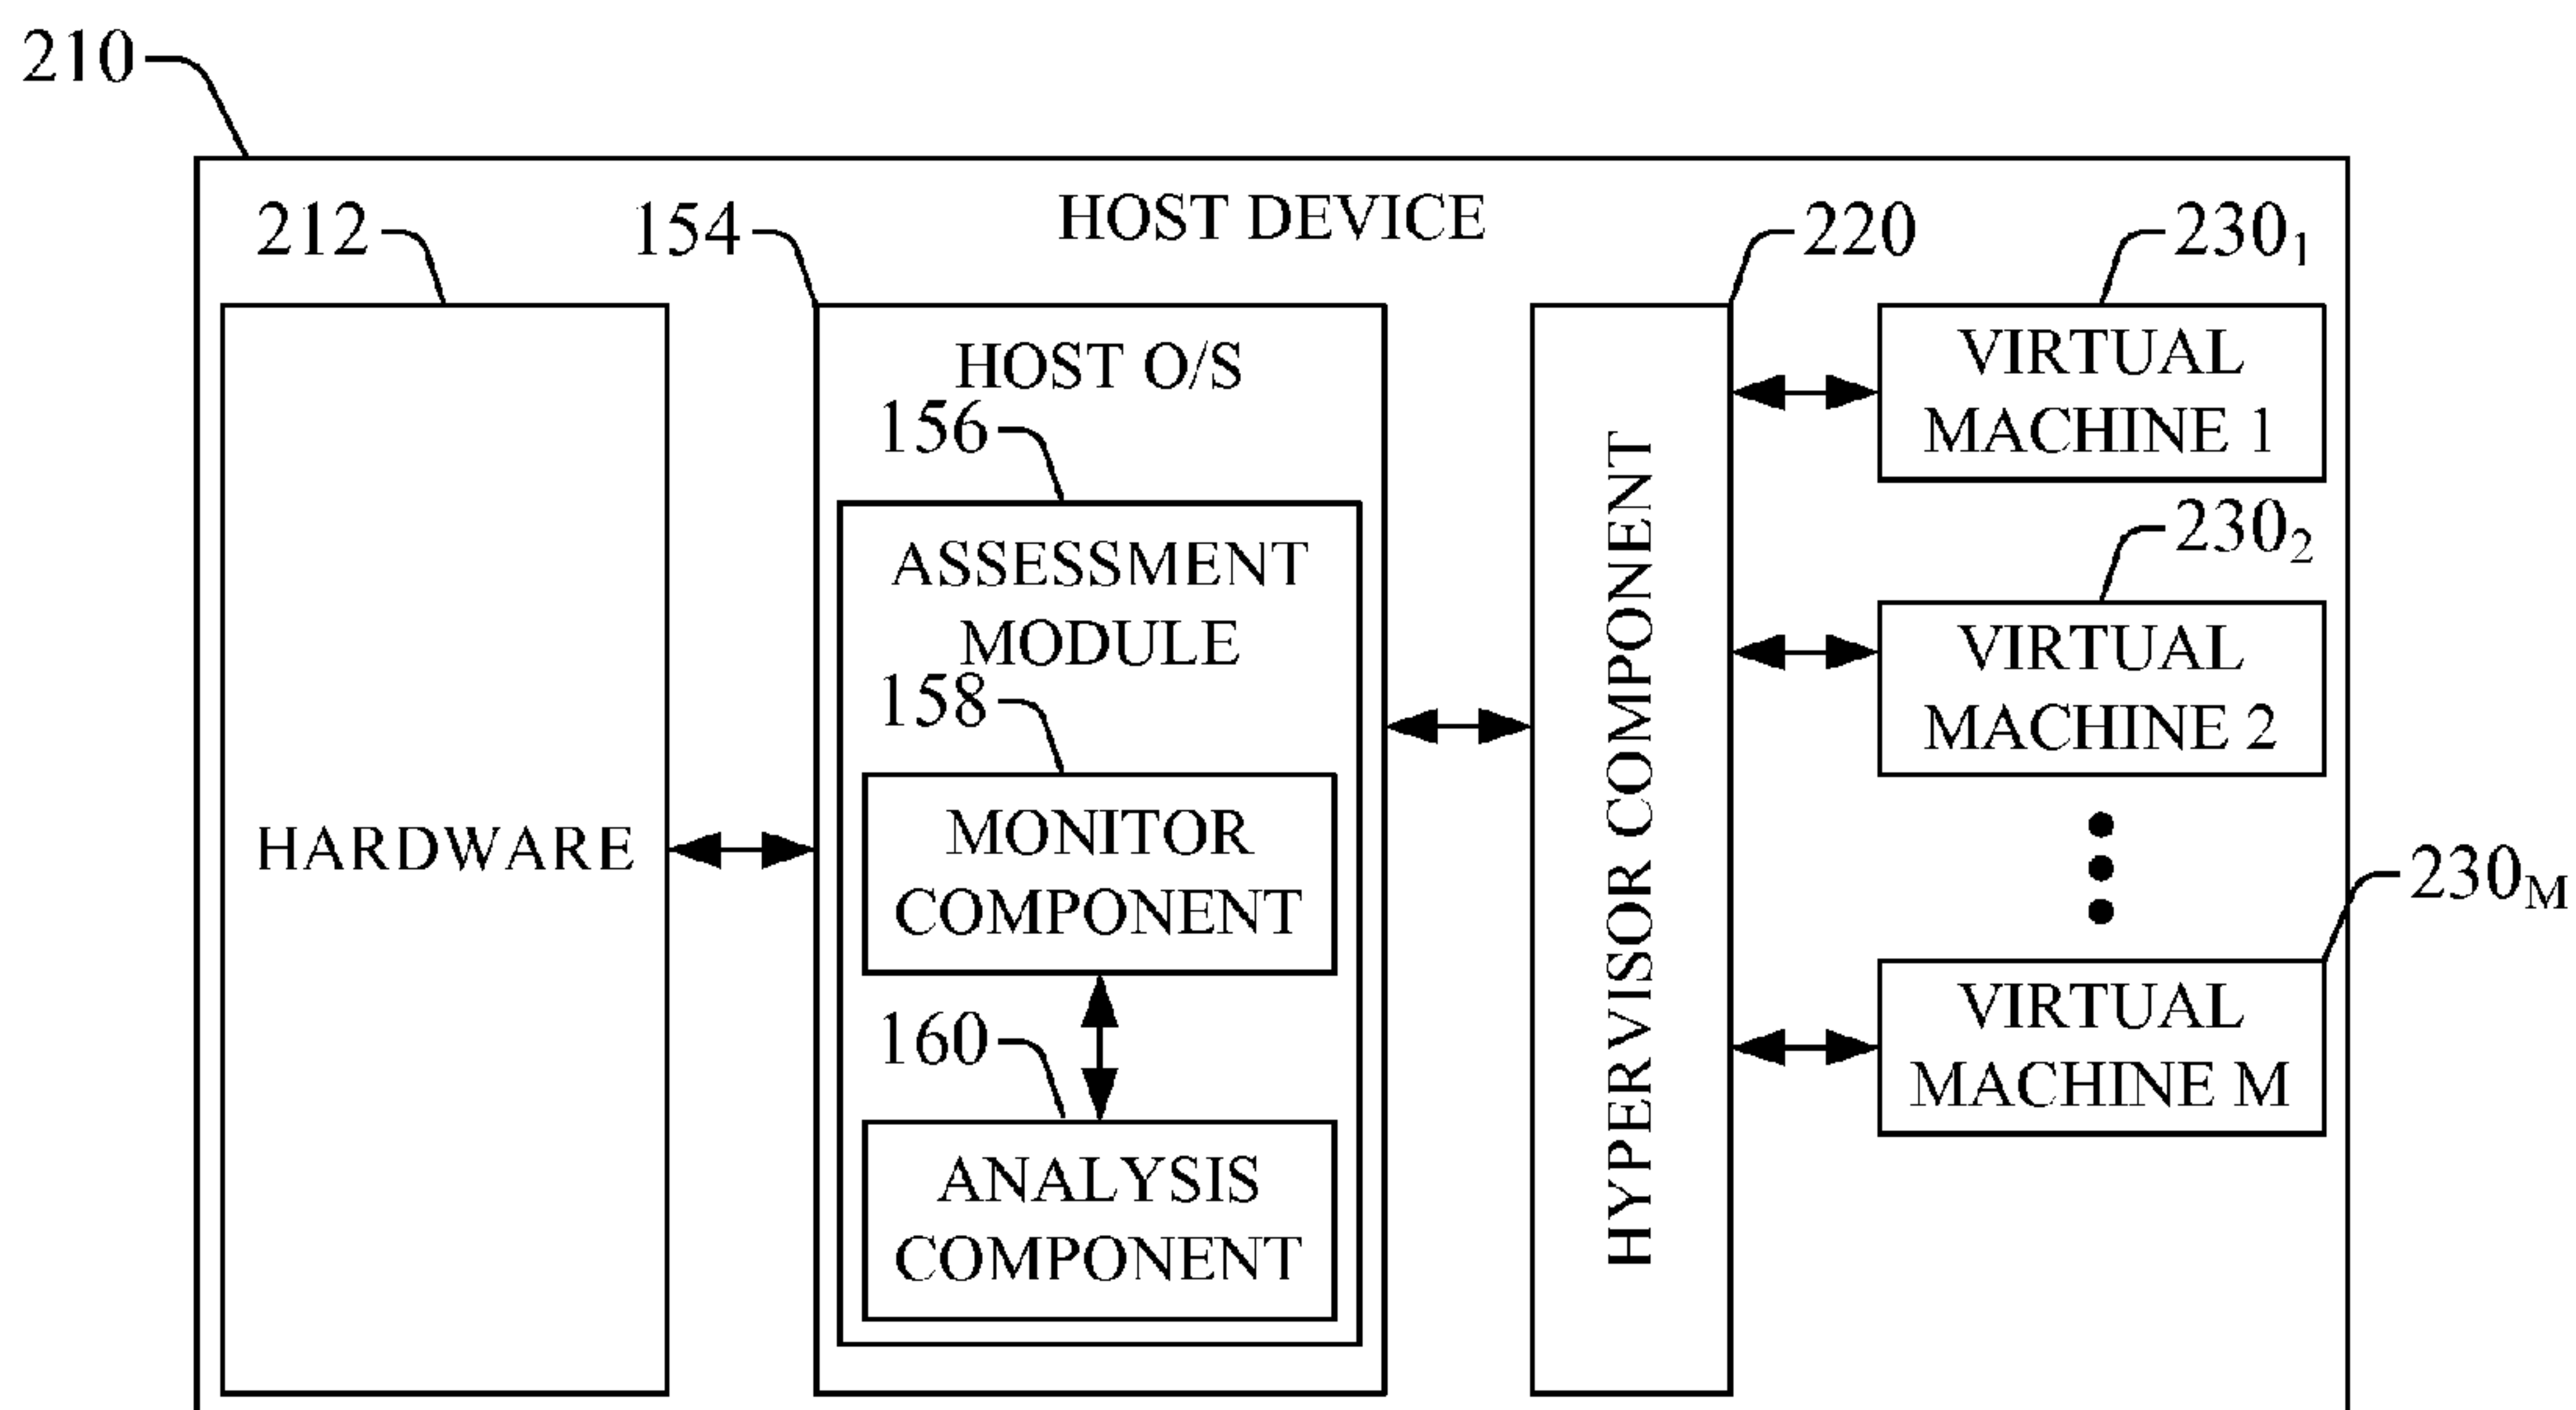 210
HOST DEVICE
212
154
220
230₁
HOST O/S
VIRTUAL
MACHINE 1
156
230₂
ASSESSMENT
MODULE
VIRTUAL
MACHINE 2
158
HARDWARE
MONITOR
COMPONENT
HYPERVISOR COMPONENT
230M
160
VIRTUAL
MACHINE M
ANALYSIS
COMPONENT